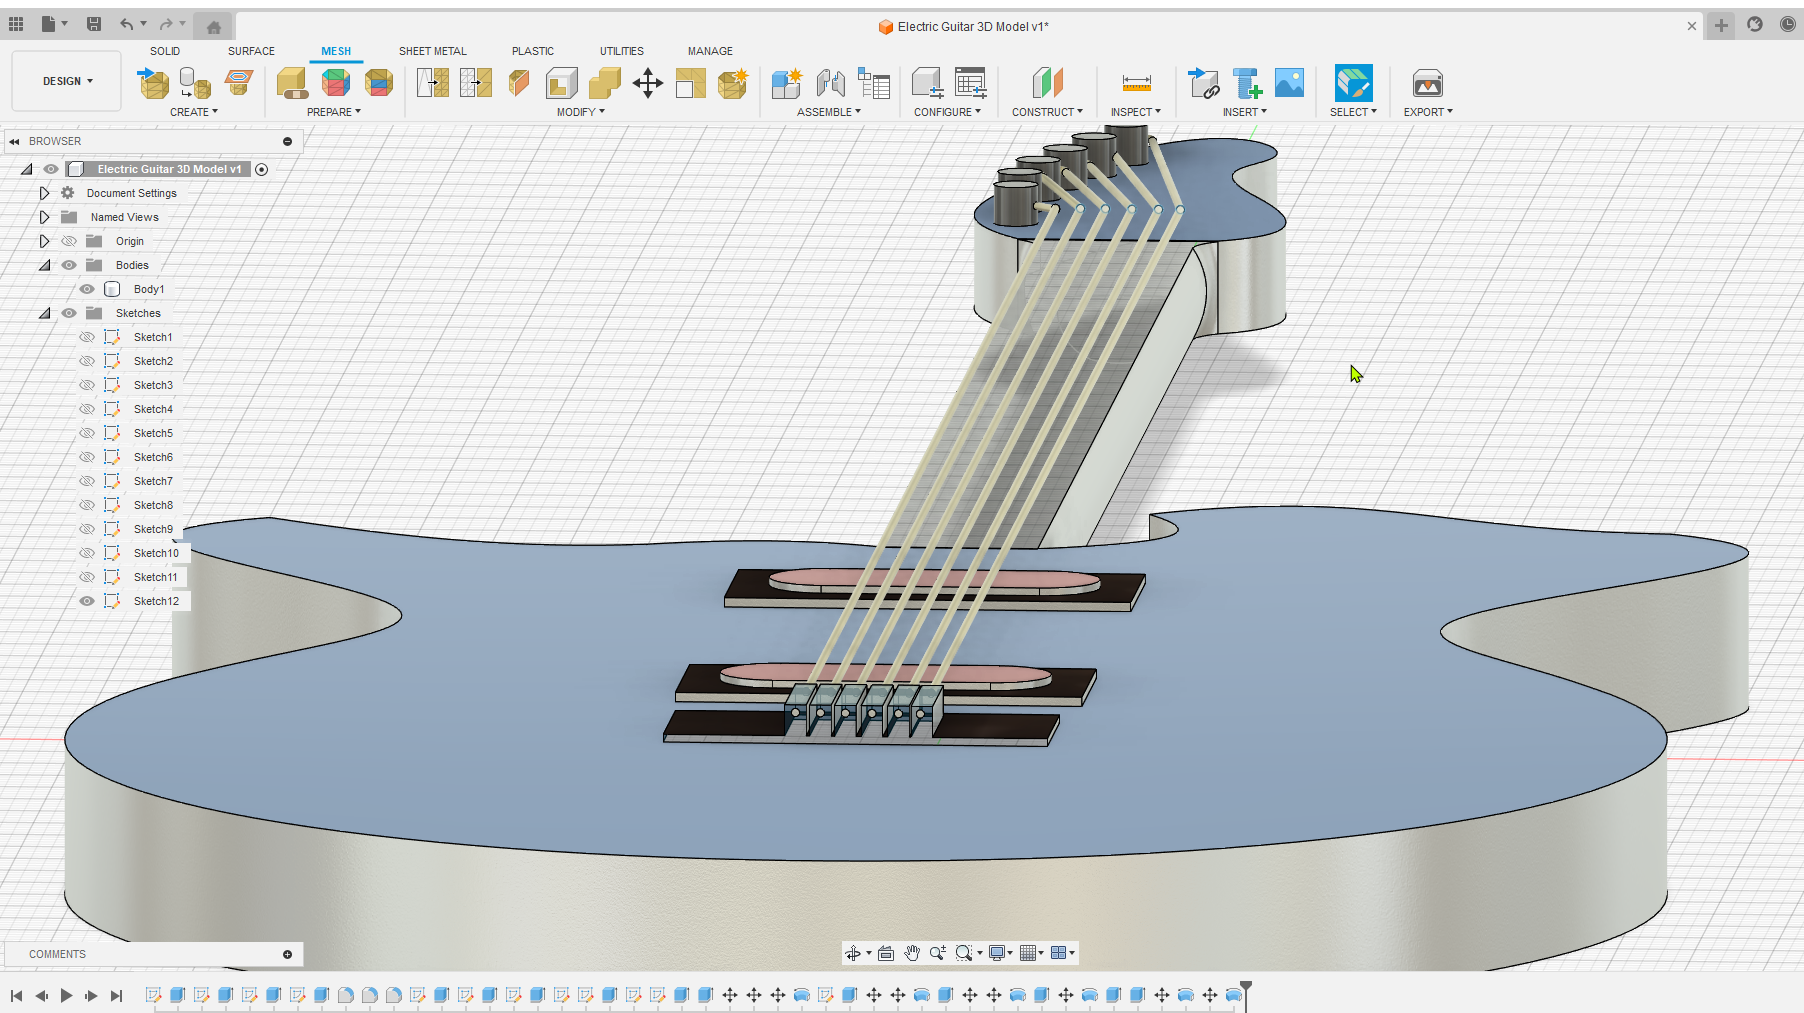 Electric Guitar 3D Model v1*
SOLID SURFACE MESH SHEET METAL PLASTIC UTILITIES MANAGE
DESIGN
CREATE PREPARE MODIFY ASSEMBLE CONFIGURE CONSTRUCT INSPECT INSERT SELECT EXPORT
BROWSER
Electric Guitar 3D Model v1
Document Settings
Named Views
Origin
Bodies
Body1
Sketches
Sketch1
Sketch2
Sketch3
Sketch4
Sketch5
Sketch6
Sketch7
Sketch8
Sketch9
Sketch10
Sketch11
Sketch12
COMMENTS